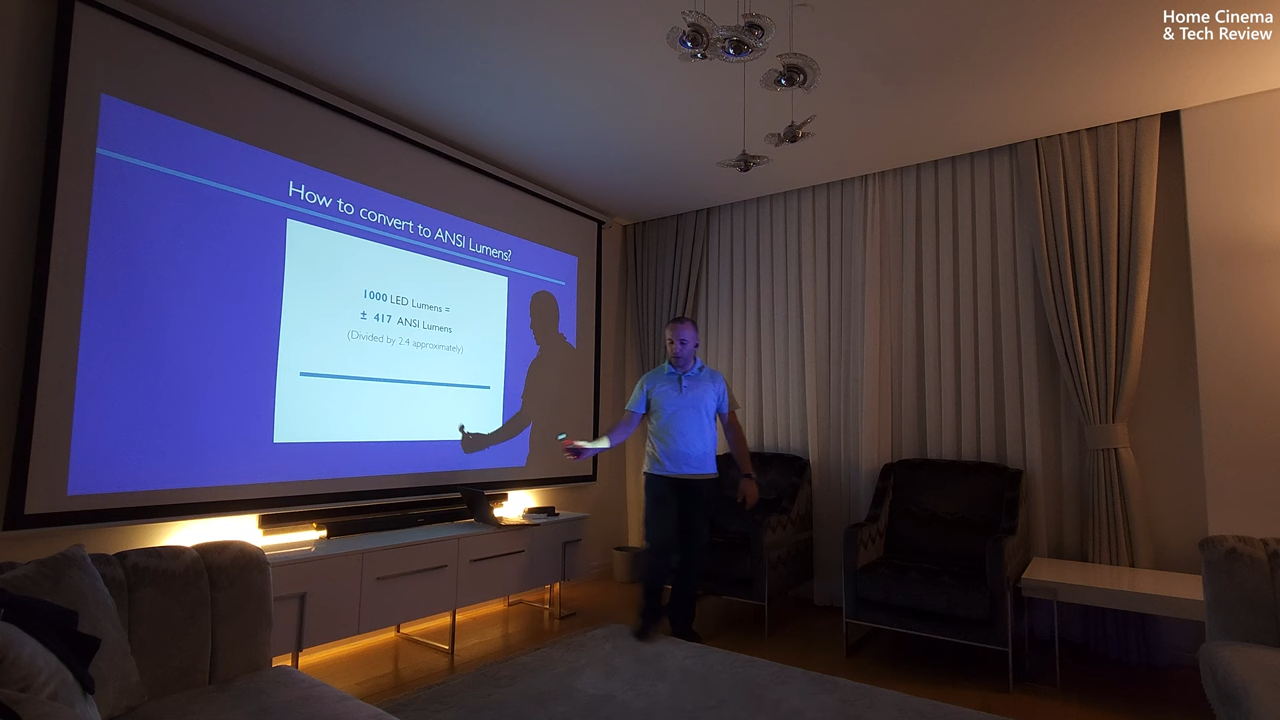 Home Cinema
& Tech Review
How to convert to ANSI Lumens?
1000 LED Lumens =
± 417 ANSI Lumens
(Divided by 2.4 approximately)